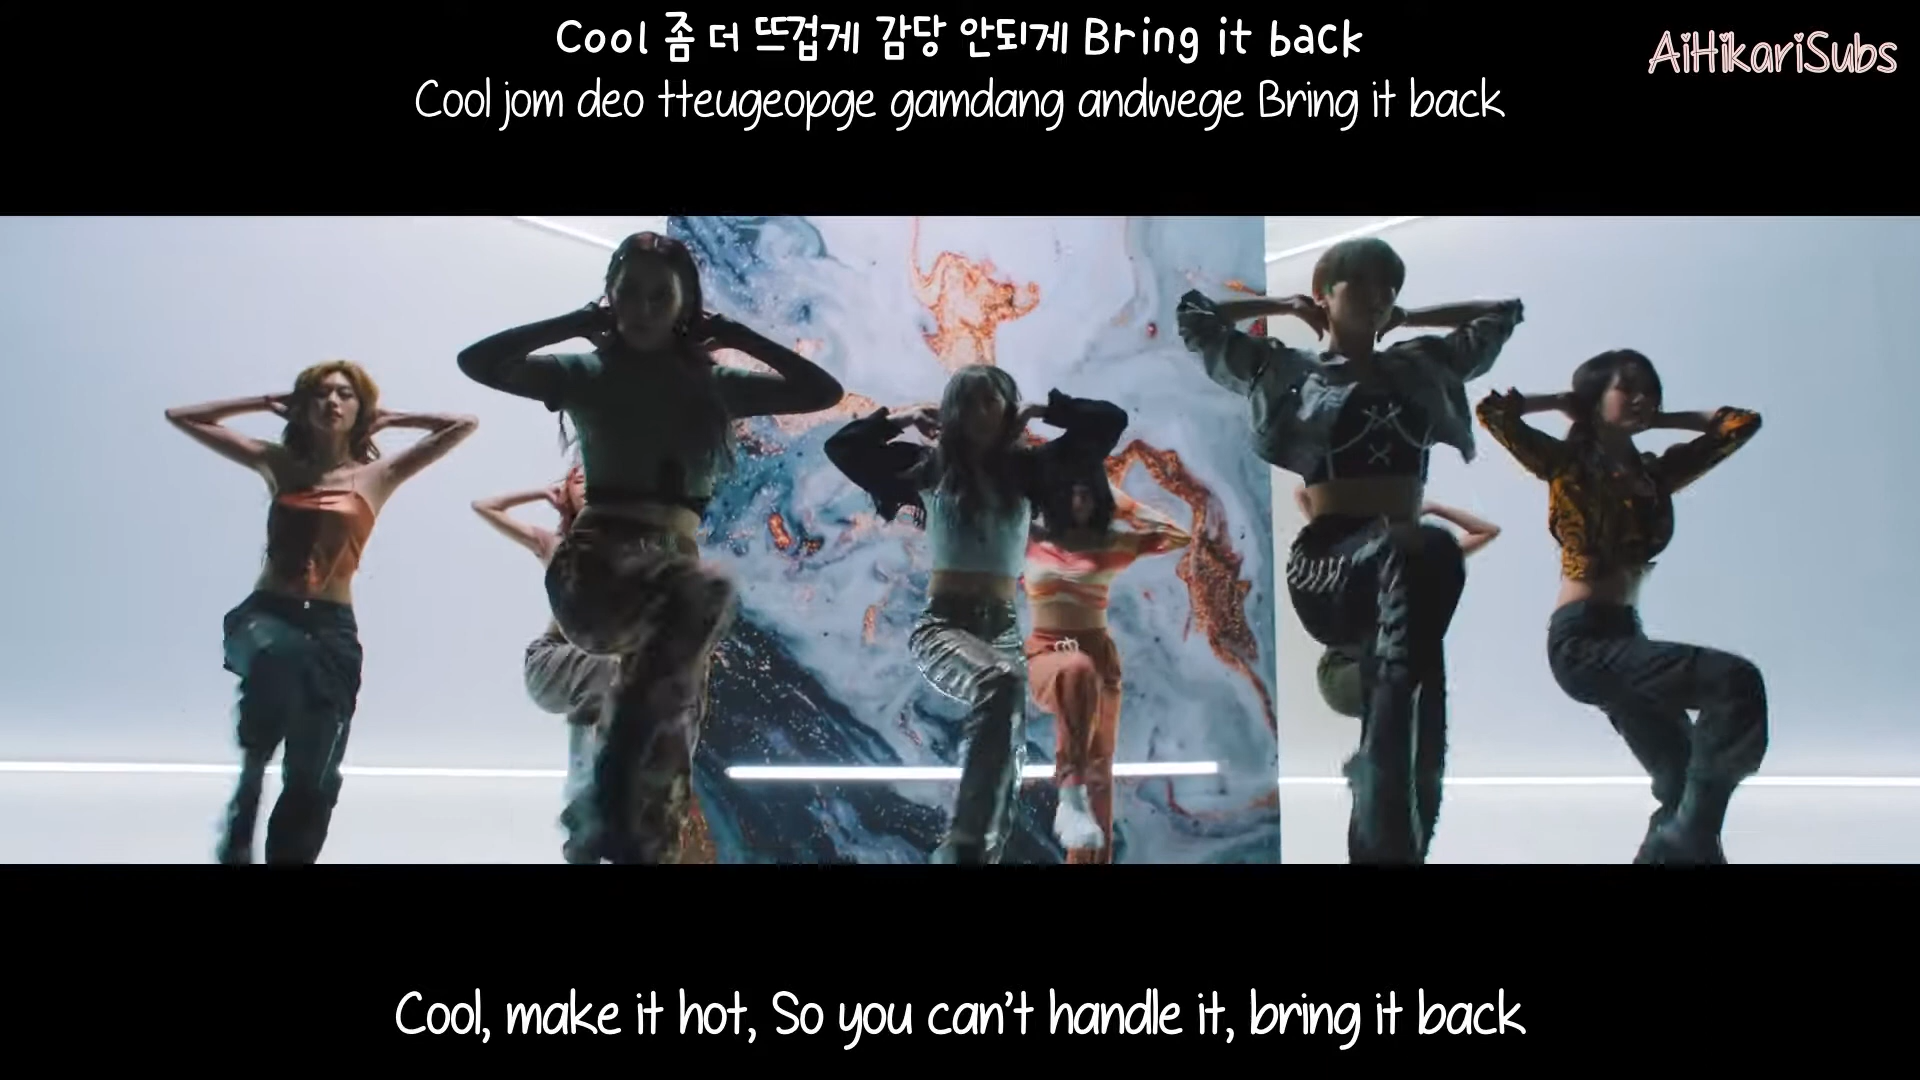 Cool 좀 더 뜨겁게 감당 안되게 Bring it back
AiHikariSubs
Cool jom deo tteugeopge gamdang andwege Bring it back
Cool, make it hot, So you can't handle it, bring it back